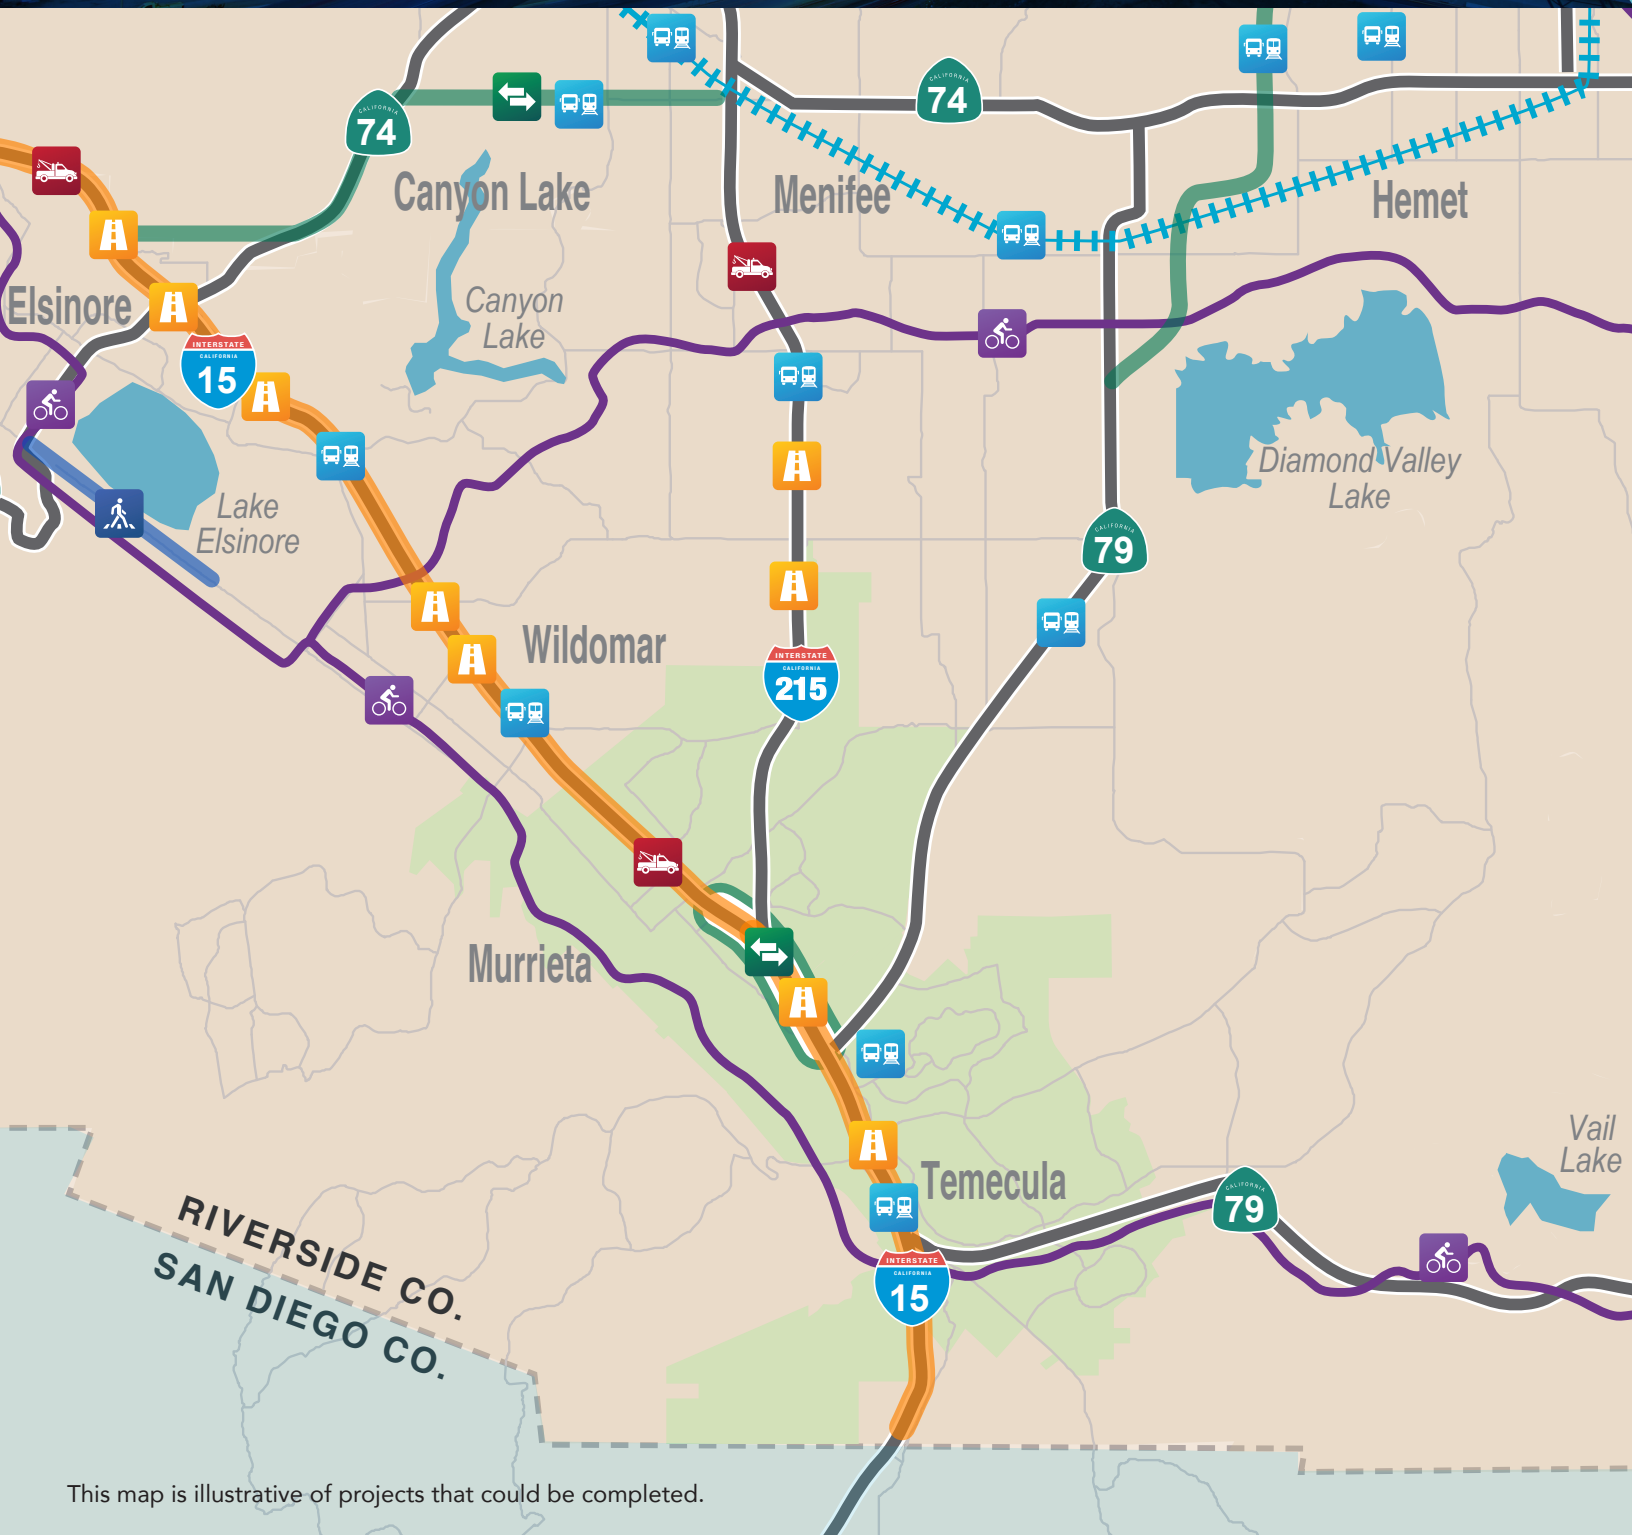 CALIFORNIA
74
CALIFORNIA
74
Canyon Lake
Menifee
Hemet
Elsinore
Canyon
Lake
INTERSTATE
CALIFORNIA
15
Diamond Valley
Lake
Lake
Elsinore
CALIFORNIA
79
Wildomar
INTERSTATE
CALIFORNIA
215
Murrieta
Vail
Lake
Temecula
CALIFORNIA
79
RIVERSIDE CO.
SAN DIEGO CO.
INTERSTATE
CALIFORNIA
15
This map is illustrative of projects that could be completed.